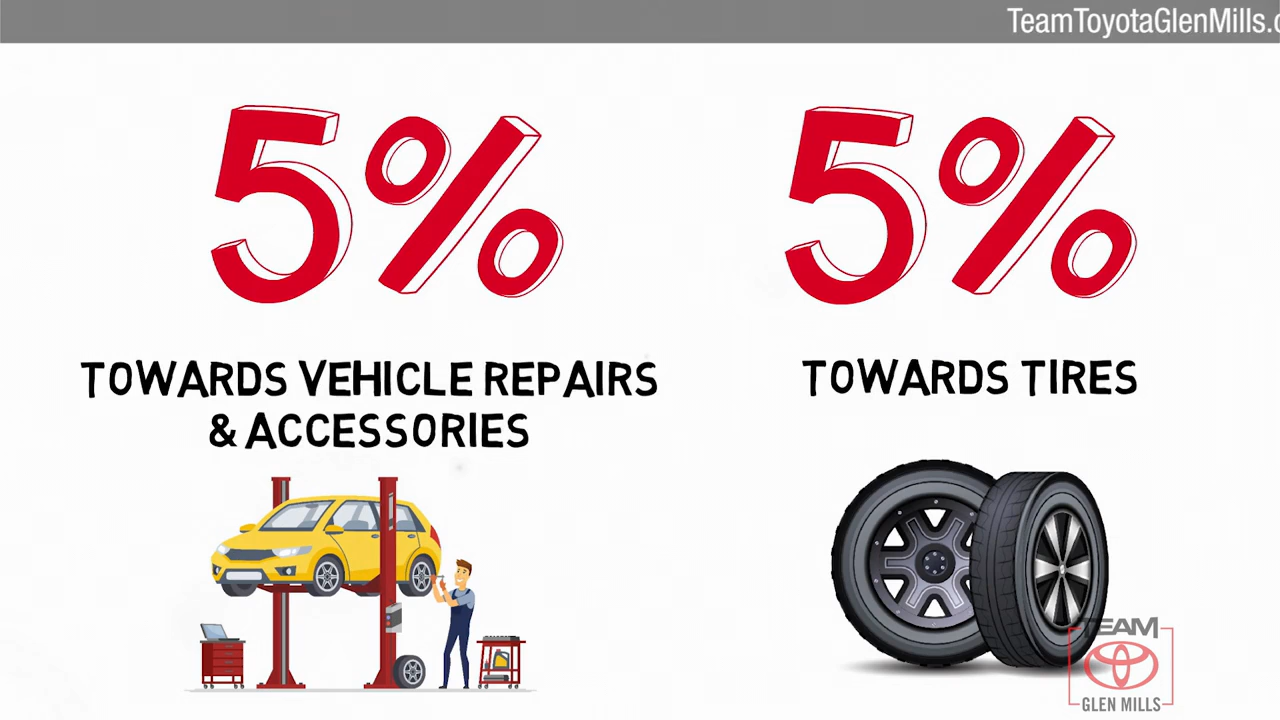 TeamToyotaGlenMills.c
5% 5%
TOWARDS VEHICLE REPAIRS
& ACCESSORIES
TOWARDS TIRES
TEAM
GLEN MILLS